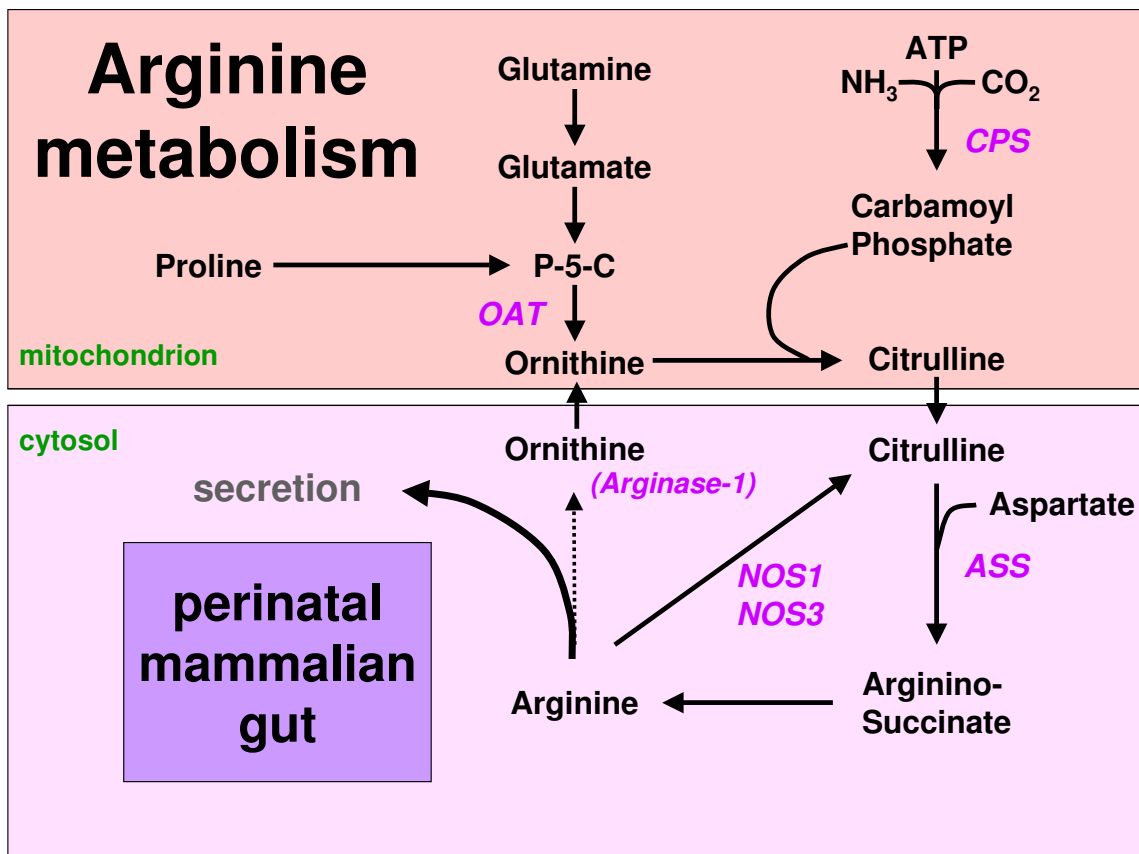 Arginine
metabolism
Glutamine
Glutamate
Proline
P-5-C
OAT
Ornithine
ATP
NH₃
CO₂
CPS
Carbamoyl
Phosphate
Citrulline
mitochondrion
cytosol
Ornithine
(Arginase-1)
Citrulline
secretion
Aspartate
NOS1
NOS3
ASS
perinatal
mammalian
gut
Arginine
Arginino-
Succinate